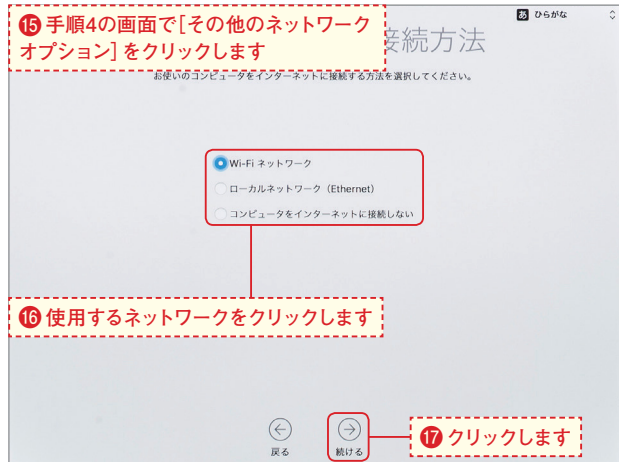 ⑮ 手順4の画面で[その他のネットワーク
オプション]をクリックします
接続方法
あ ひらがな
お使いのコンピュータをインターネットに接続する方法を選択してください。
Wi-Fi ネットワーク
ローカルネットワーク（Ethernet）
コンピュータをインターネットに接続しない
⑯ 使用するネットワークをクリックします
戻る
続ける
⑰ クリックします